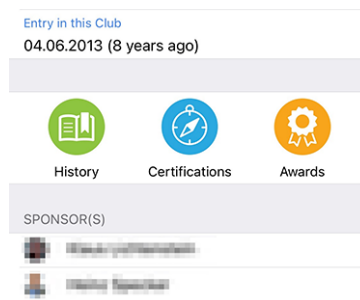 Entry in this Club
04.06.2013 (8 years ago)
History Certifications Awards
SPONSOR(S)